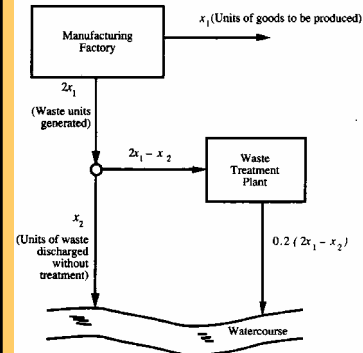 x₁ (Units of goods to be produced)
Manufacturing
Factory
2x₁
(Waste units
generated)
2x₁ – x₂
Waste
Treatment
Plant
x₂
(Units of waste
discharged
without
treatment)
0.2 ( 2x₁ – x₂ )
Watercourse